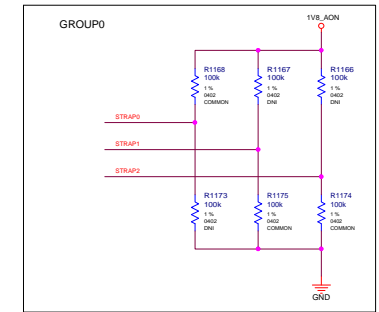 GROUP0
1V8_AON
R1168
100k
1 %
0402
COMMON
R1167
100k
1 %
0402
DNI
R1166
100k
1 %
0402
DNI
STRAP0
STRAP1
STRAP2
R1173
100k
1 %
0402
DNI
R1175
100k
1 %
0402
COMMON
R1174
100k
1 %
0402
COMMON
GND